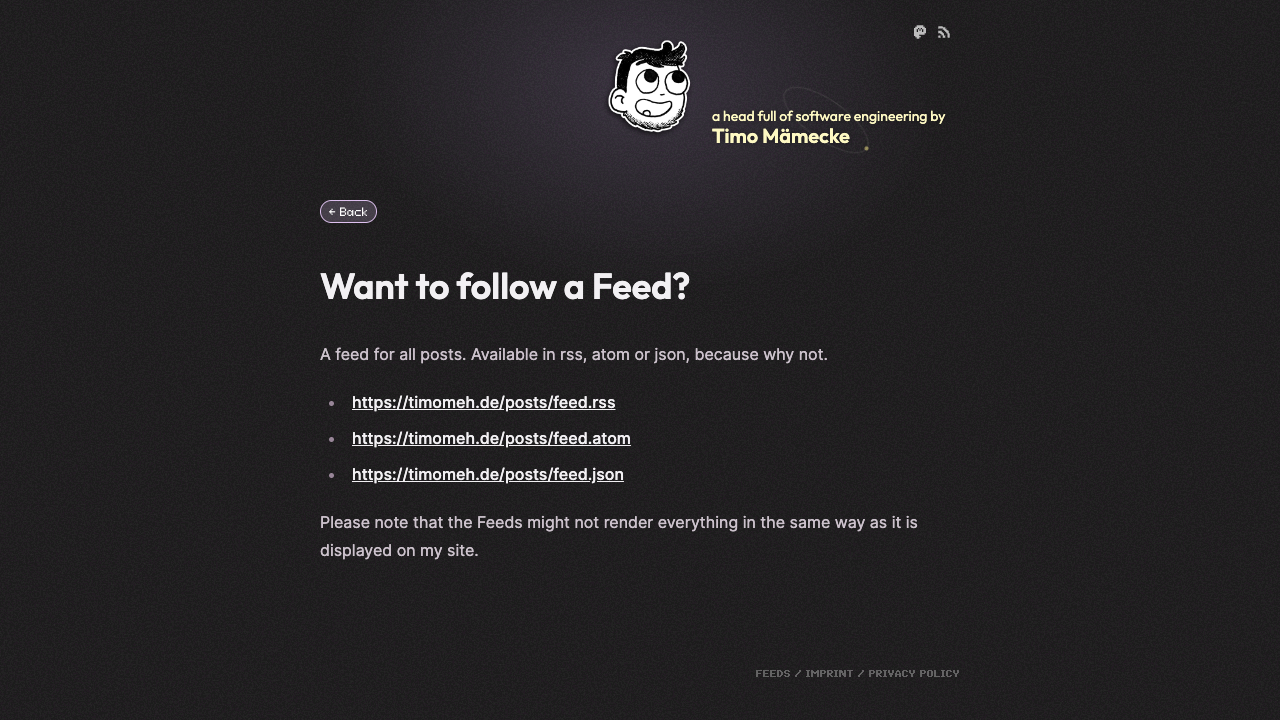 a head full of software engineering by
Timo Mämecke
← Back
Want to follow a Feed?
A feed for all posts. Available in rss, atom or json, because why not.
https://timomeh.de/posts/feed.rss
https://timomeh.de/posts/feed.atom
https://timomeh.de/posts/feed.json
Please note that the Feeds might not render everything in the same way as it is
displayed on my site.
FEEDS / IMPRINT / PRIVACY POLICY